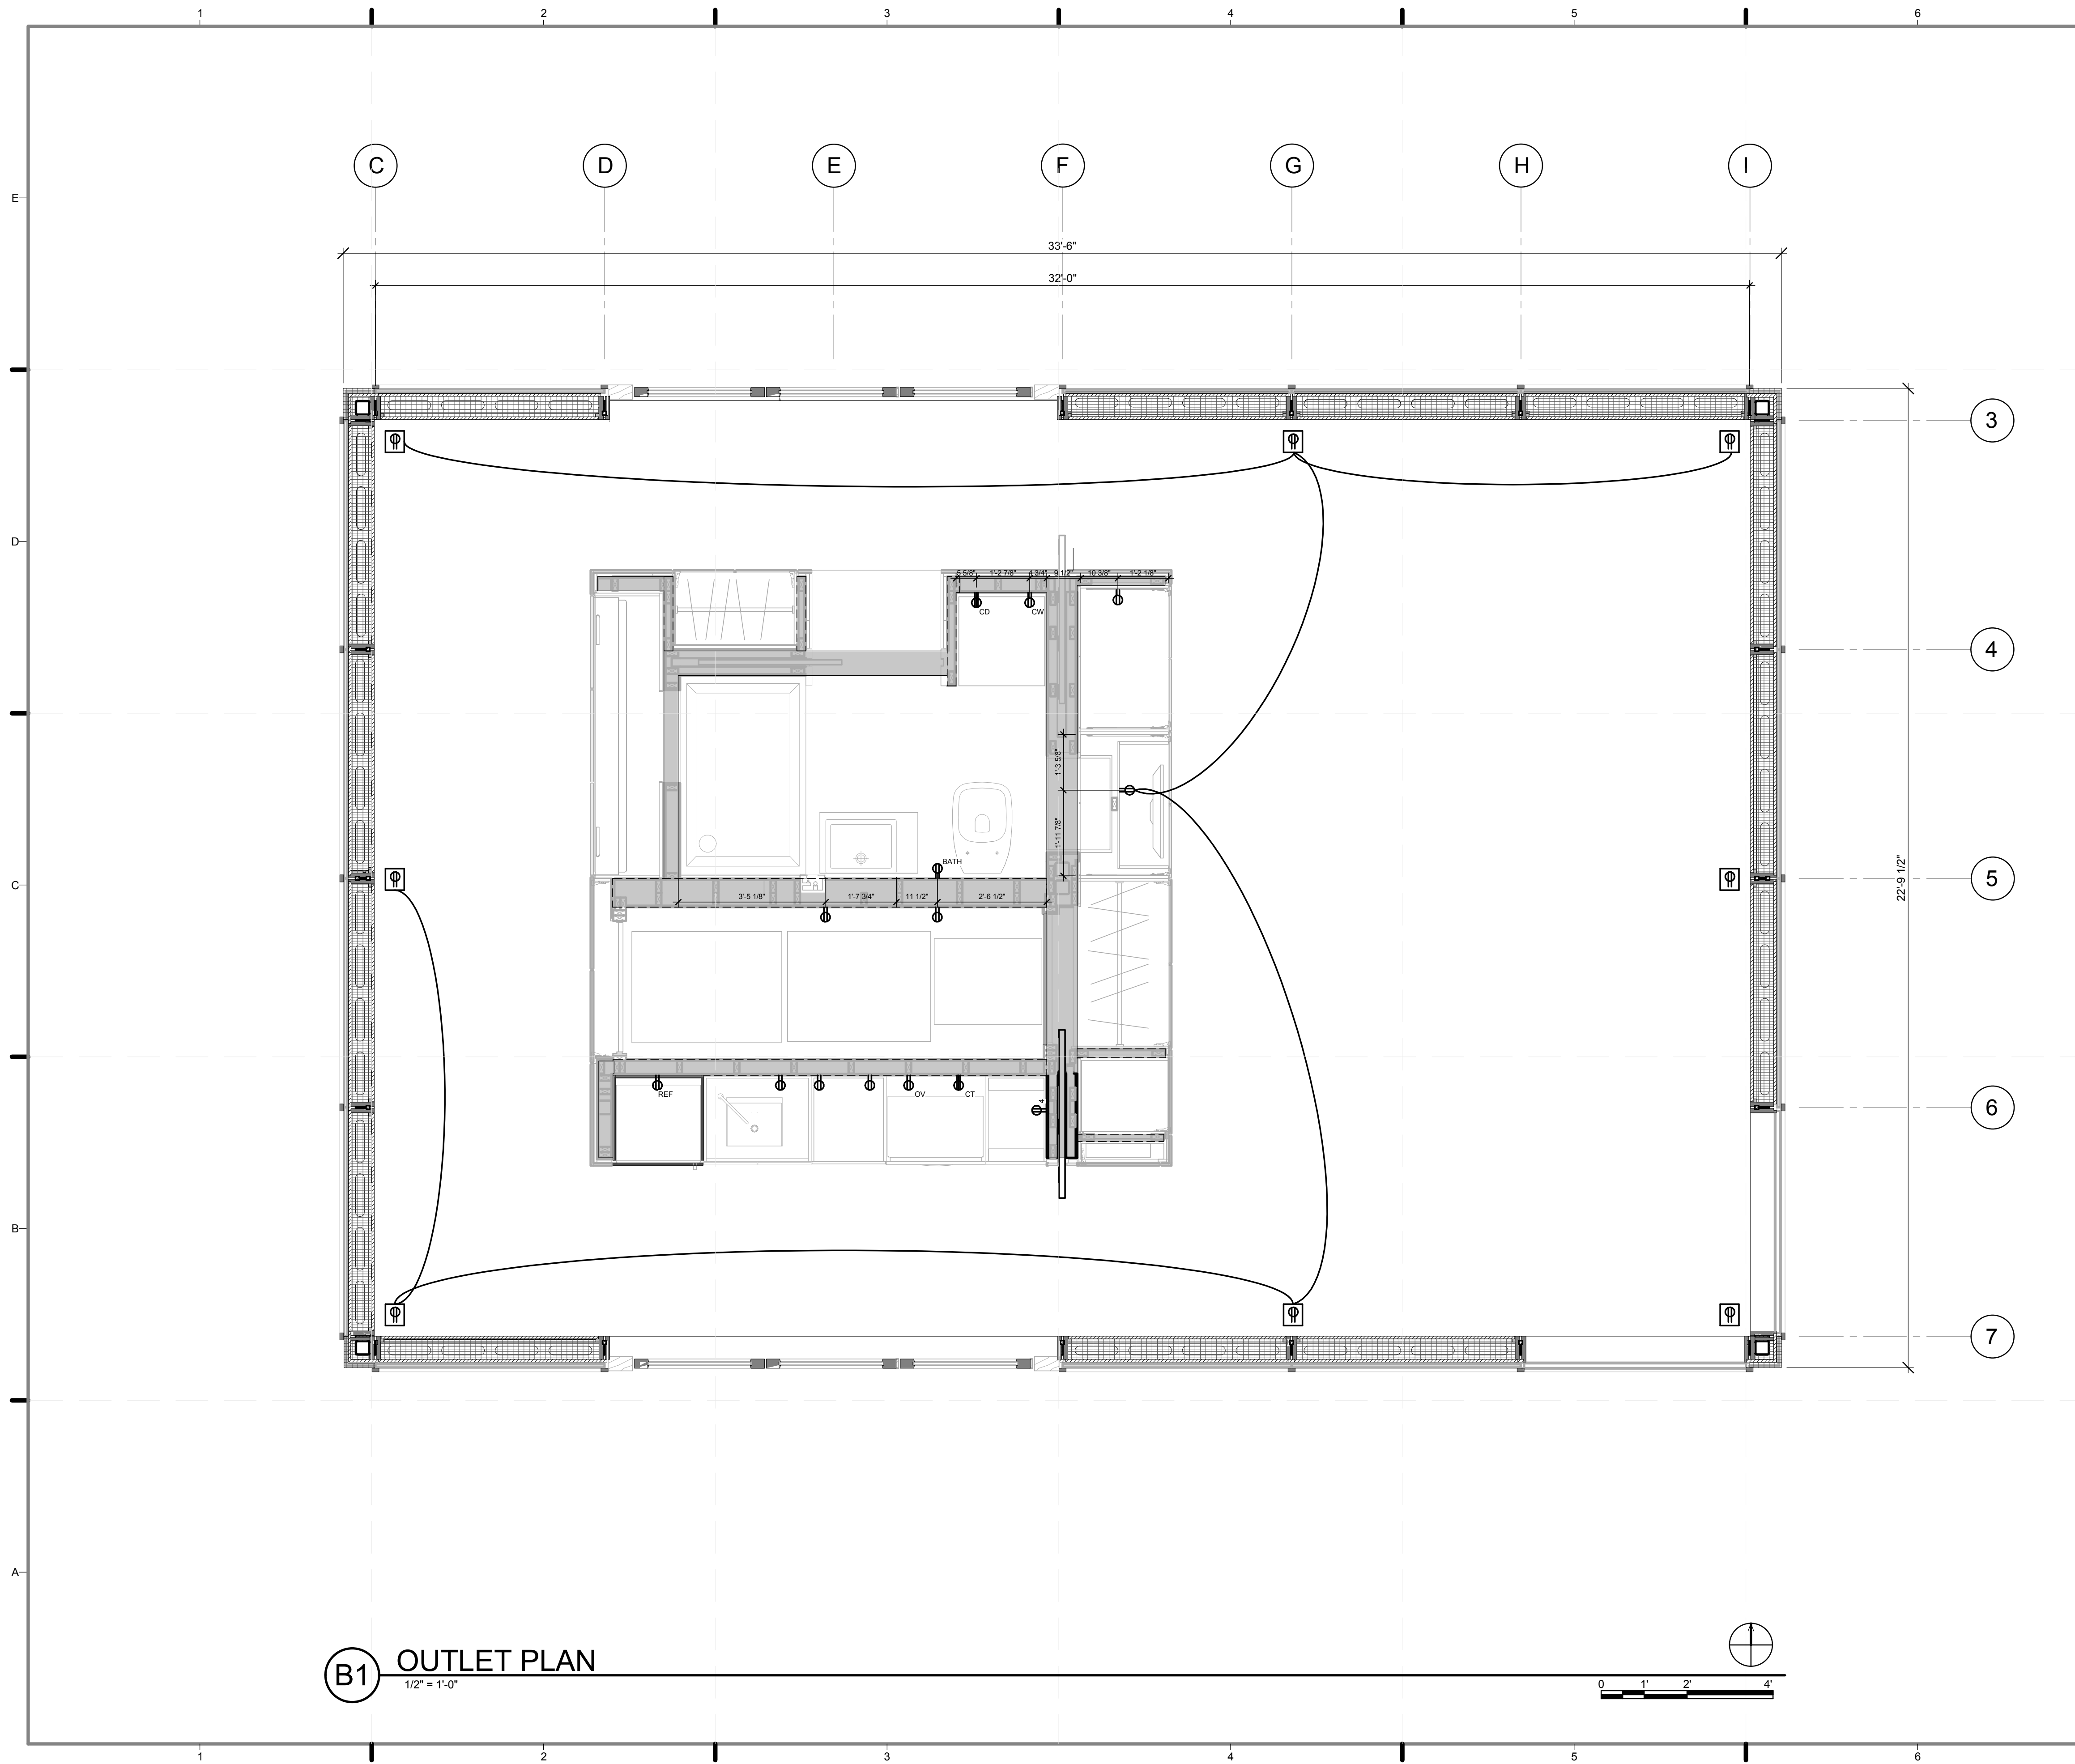 1 2 3 4 5 6
C D E F G H I
E
33'-6"
32'-0"
3
D
5 5/8" 1'-2 7/8" 4 3/4" 9 1/2" 10 3/8" 1'-2 1/8"
CD CW
4
1'-3 5/8"
1'-11 7/8"
BATH
C
22'-9 1/2"
5
3'-5 1/8" 1'-7 3/4" 11 1/2" 2'-6 1/2"
REF OV CT 4
6
B
7
A
B1 OUTLET PLAN
1/2" = 1'-0"
0 1' 2' 4'
1 2 3 4 5 6